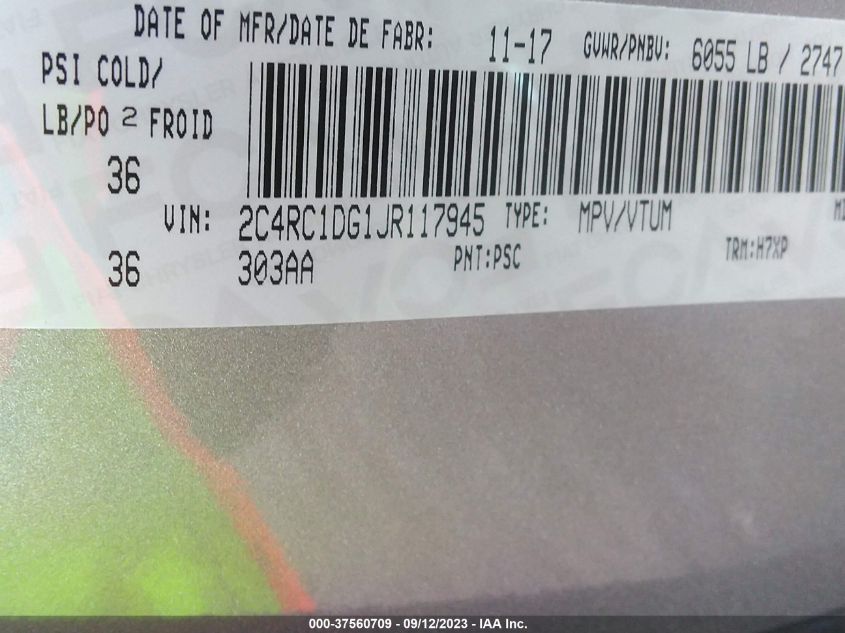 DATE OF MFR/DATE DE FABR: 11-17 GVWR/PNBV: 6055 LB / 2747
PSI COLD/
LB/PO 2 FROID
36
VIN: 2C4RC1DG1JR117945 TYPE: MPV/VTUM
36 303AA PNT:PSC TRM:H7XP
000-37560709 - 09/12/2023 - IAA Inc.